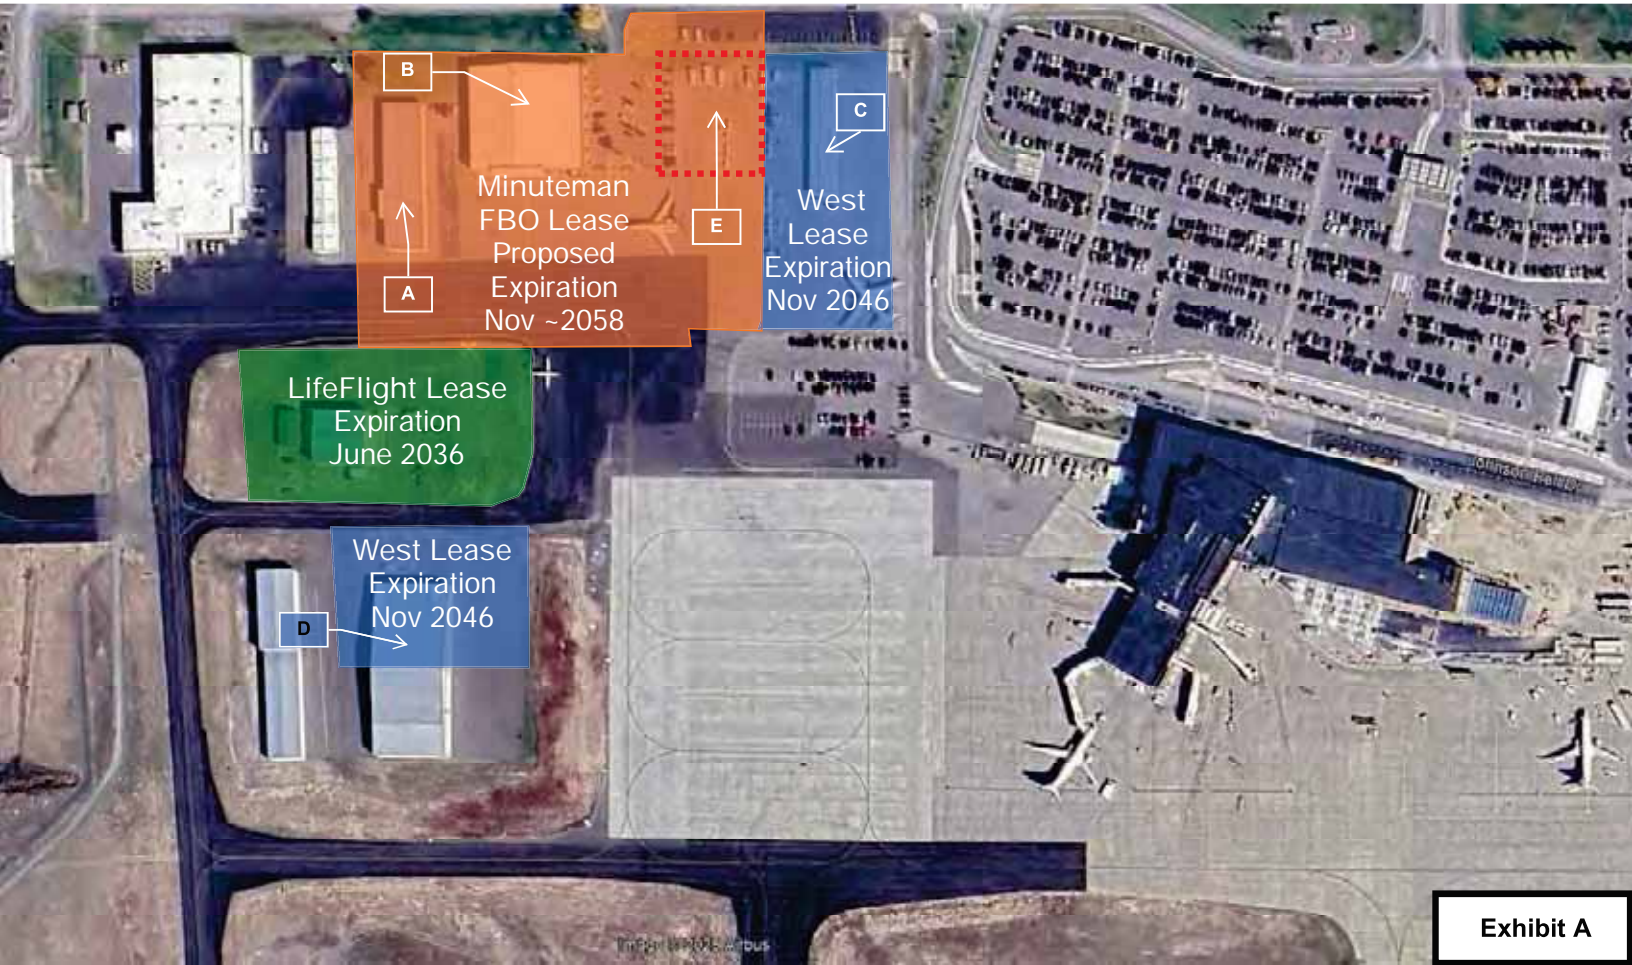 B
C
Minuteman
FBO Lease
Proposed
Expiration
Nov ~2058
A
E
West
Lease
Expiration
Nov 2046
LifeFlight Lease
Expiration
June 2036
West Lease
Expiration
Nov 2046
D
Exhibit A